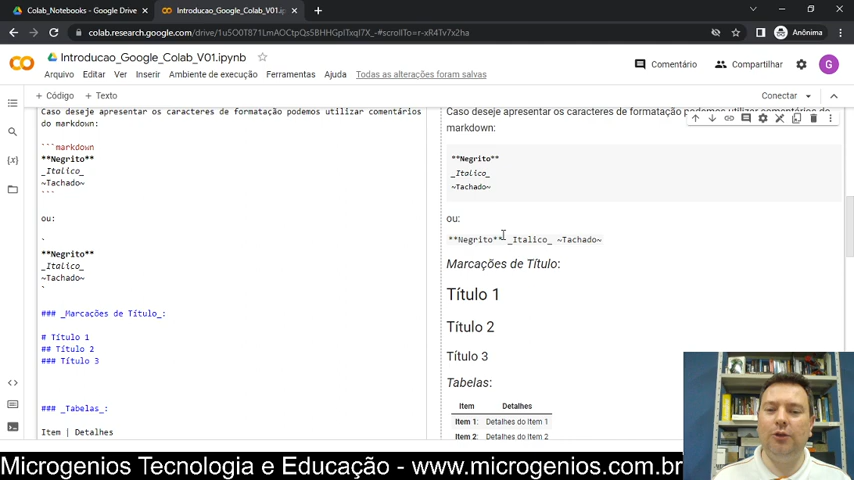 Colab_Notebooks - Google Drive
Introducao_Google_Colab_V01.ipynb
colab.research.google.com/drive/1u5O0T871LmAOCtpQs5BHHGpITxqI7X_-#scrollTo=r-xR4Tv7x2ha
Anônima
Introducao_Google_Colab_V01.ipynb
Comentário
Compartilhar
G
Arquivo Editar Ver Inserir Ambiente de execução Ferramentas Ajuda Todas as alterações foram salvas
+ Código + Texto
Conectar
Caso deseje apresentar os caracteres de formatação podemos utilizar comentários
do markdown:
```markdown
**Negrito**
_Italico_
~Tachado~
```
ou:
`
**Negrito**
_Italico_
~Tachado~
`
### _Marcações de Título_:
# Título 1
## Título 2
### Título 3
### _Tabelas_:
Item | Detalhes
Caso deseje apresentar os caracteres de formatação podemos utilizar comentários do
markdown:
**Negrito**
_Italico_
~Tachado~
ou:
**Negrito** _Italico_ ~Tachado~
Marcações de Título:
Título 1
Título 2
Título 3
Tabelas:
Item Detalhes
Item 1: Detalhes do Item 1
Item 2: Detalhes do Item 2
Microgenios Tecnologia e Educação - www.microgenios.com.br